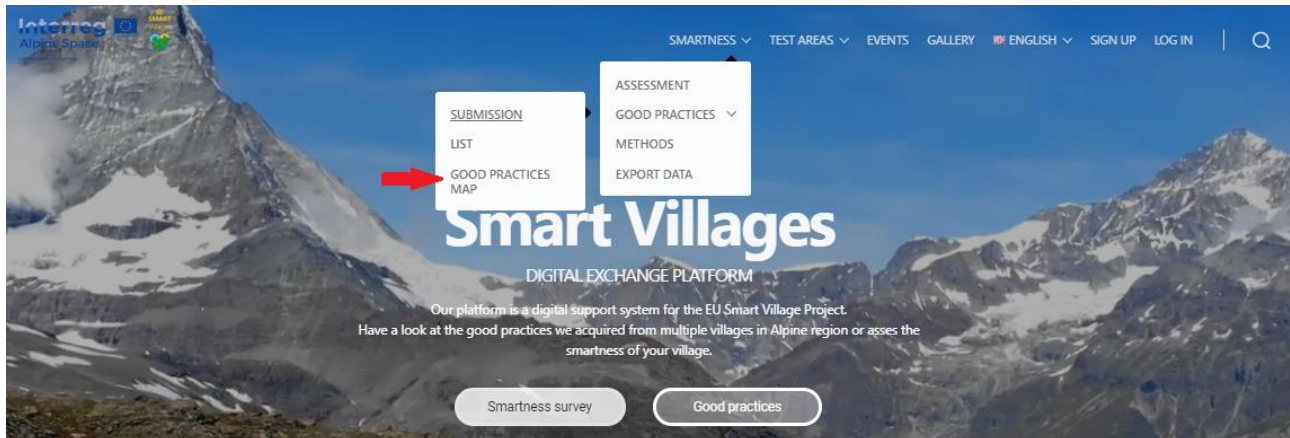 Interreg
Alpine Space
SMART
SMARTNESS
TEST AREAS
EVENTS
GALLERY
ENGLISH
SIGN UP
LOG IN
ASSESSMENT
GOOD PRACTICES
METHODS
EXPORT DATA
SUBMISSION
LIST
GOOD PRACTICES
MAP
Smart Villages
DIGITAL EXCHANGE PLATFORM
Our platform is a digital support system for the EU Smart Village Project.
Have a look at the good practices we acquired from multiple villages in Alpine region or asses the
smartness of your village.
Smartness survey
Good practices